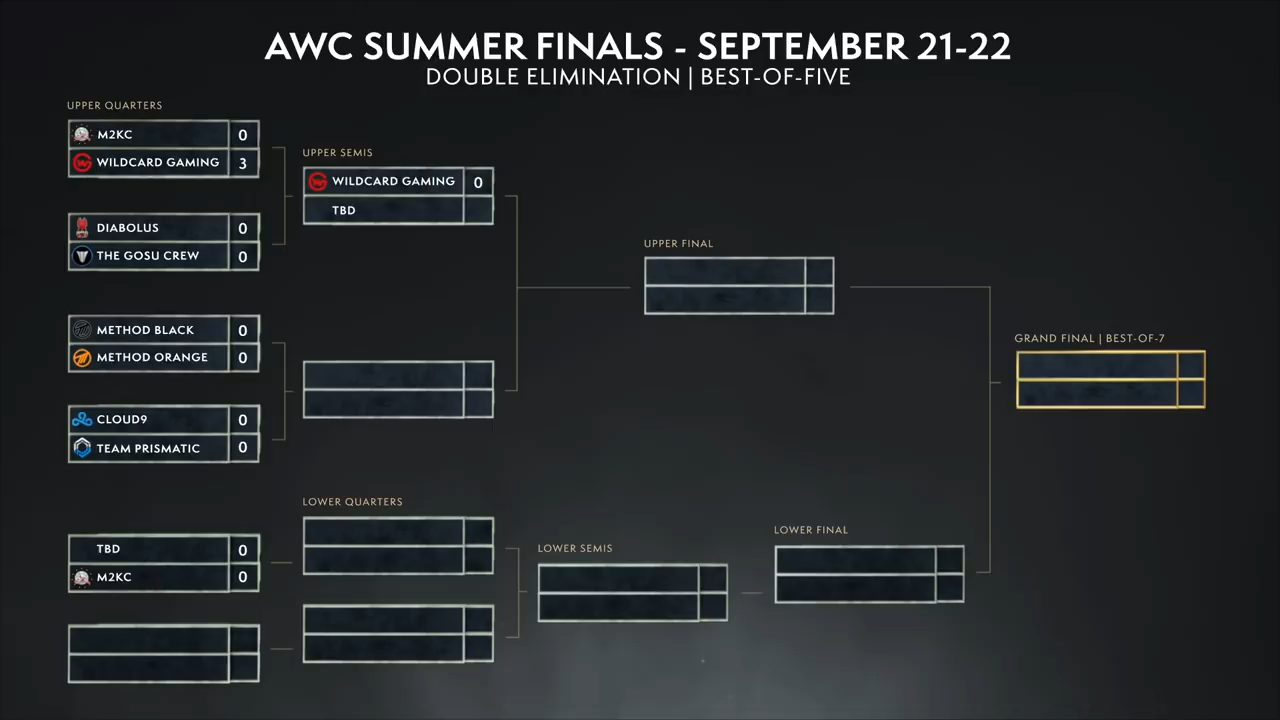 AWC SUMMER FINALS - SEPTEMBER 21-22
DOUBLE ELIMINATION | BEST-OF-FIVE
UPPER QUARTERS
M2KC 0
WILDCARD GAMING 3
DIABOLUS 0
THE GOSU CREW 0
METHOD BLACK 0
METHOD ORANGE 0
CLOUD9 0
TEAM PRISMATIC 0
UPPER SEMIS
WILDCARD GAMING 0
TBD
UPPER FINAL
GRAND FINAL | BEST-OF-7
TBD 0
M2KC 0
LOWER QUARTERS
LOWER SEMIS
LOWER FINAL